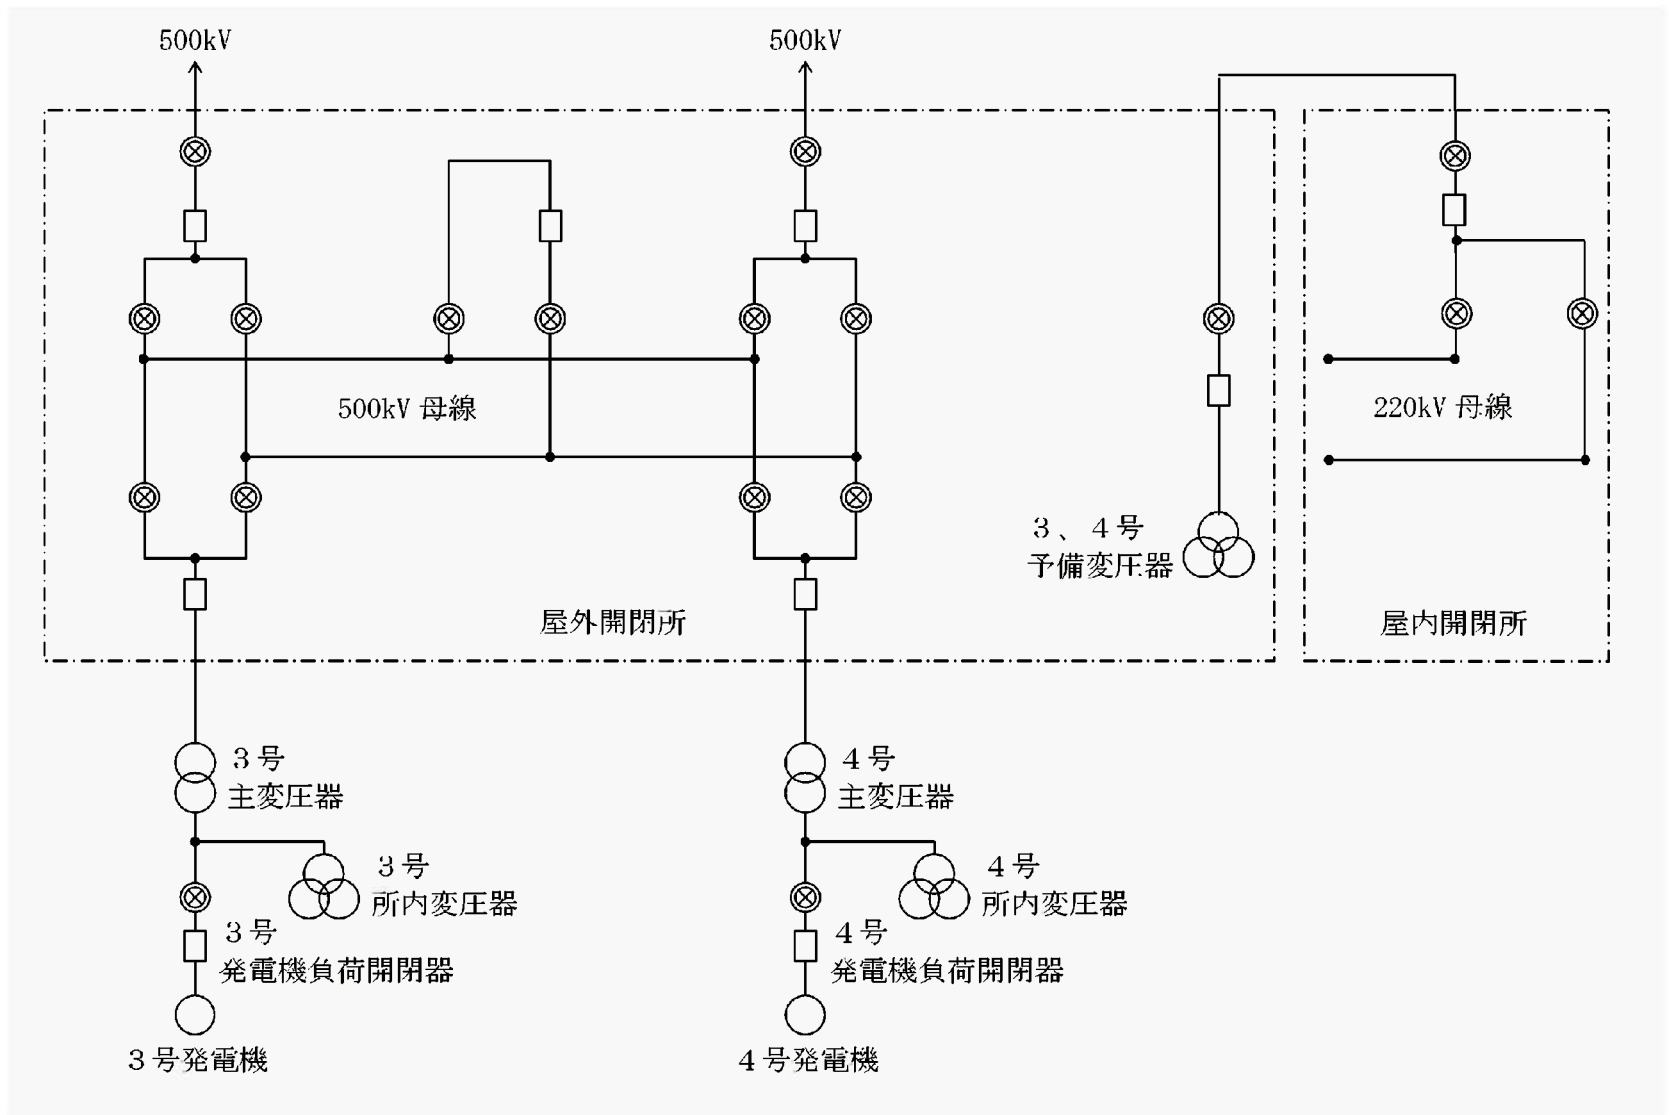 500kV
500kV
500kV 母線
220kV 母線
3、4号
予備変圧器
屋外開閉所
屋内開閉所
3号
主変圧器
4号
主変圧器
3号
所内変圧器
4号
所内変圧器
3号
発電機負荷開閉器
4号
発電機負荷開閉器
3号発電機
4号発電機